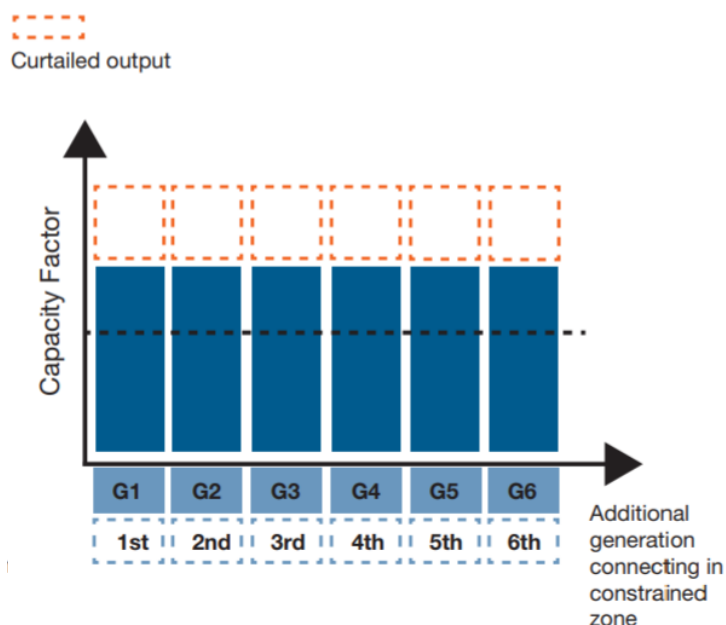 Curtailed output
Capacity Factor
G1 G2 G3 G4 G5 G6
1st 2nd 3rd 4th 5th 6th
Additional
generation
connecting in
constrained
zone